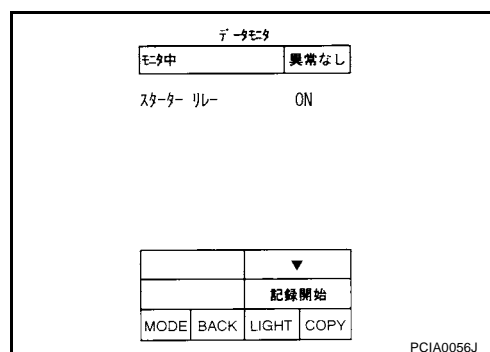 ﾃﾞｰﾀﾓﾆﾀ
ﾓﾆﾀ中 異常なし
ｽﾀｰﾀｰ ﾘﾚｰ ON
▼
記録開始
MODE BACK LIGHT COPY
PCIA0056J